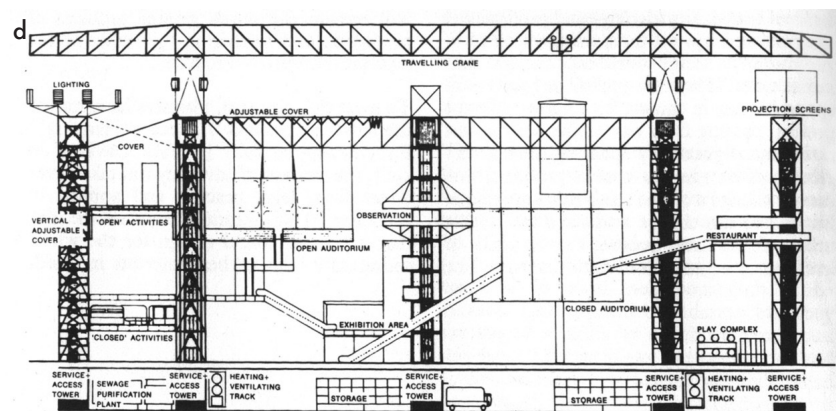 d
TRAVELLING CRANE
LIGHTING
ADJUSTABLE COVER
PROJECTION SCREENS
COVER
VERTICAL
ADJUSTABLE
COVER
'OPEN' ACTIVITIES
OBSERVATION
RESTAURANT
OPEN AUDITORIUM
EXHIBITION AREA
CLOSED AUDITORIUM
'CLOSED' ACTIVITIES
PLAY COMPLEX
SERVICE+
ACCESS
TOWER
SEWAGE
PURIFICATION
PLANT
SERVICE+
ACCESS
TOWER
HEATING+
VENTILATING
TRACK
STORAGE
SERVICE+
ACCESS
TOWER
STORAGE
SERVICE+
ACCESS
TOWER
HEATING+
VENTILATING
TRACK
SERVICE+
ACCESS
TOWER